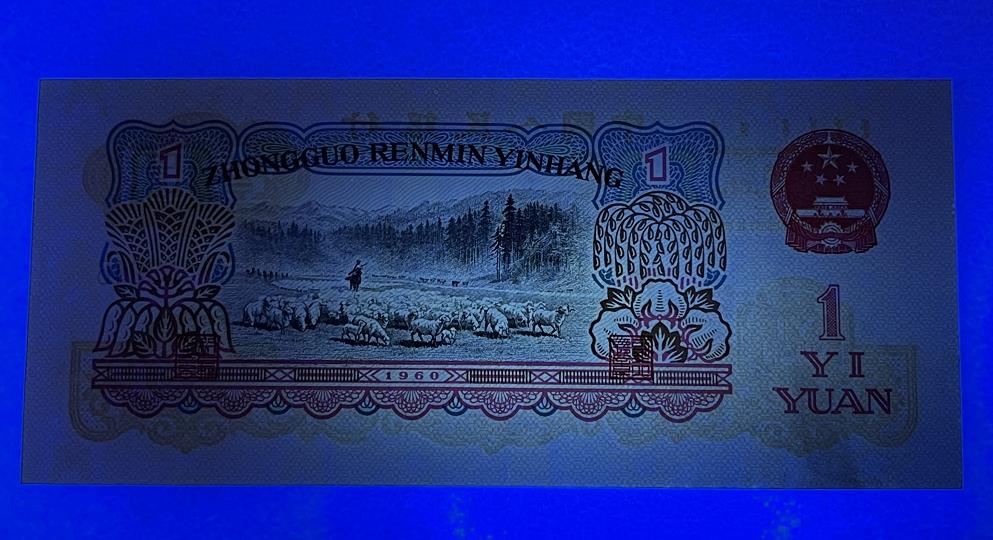 1
ZHONGGUO RENMIN YINHANG
1
1
YI
YUAN
1960